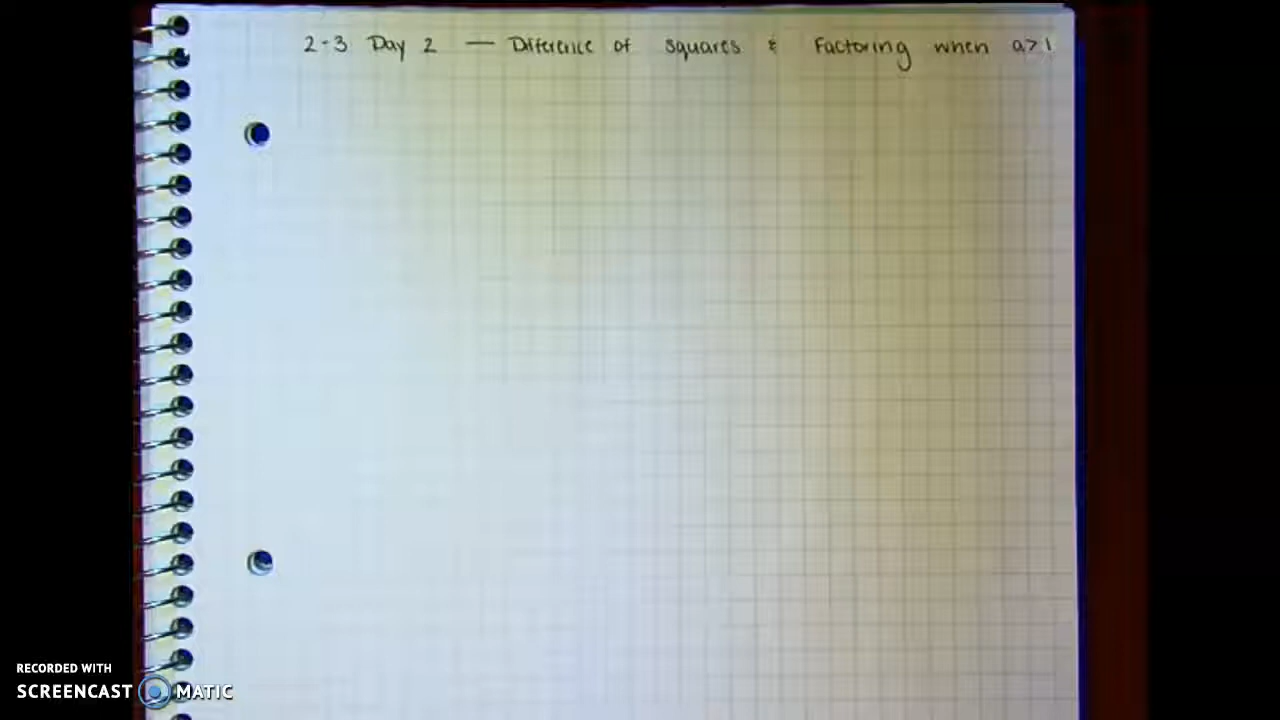 2-3 Day 2 — Difference of squares & Factoring when a>1
RECORDED WITH
SCREENCAST MATIC